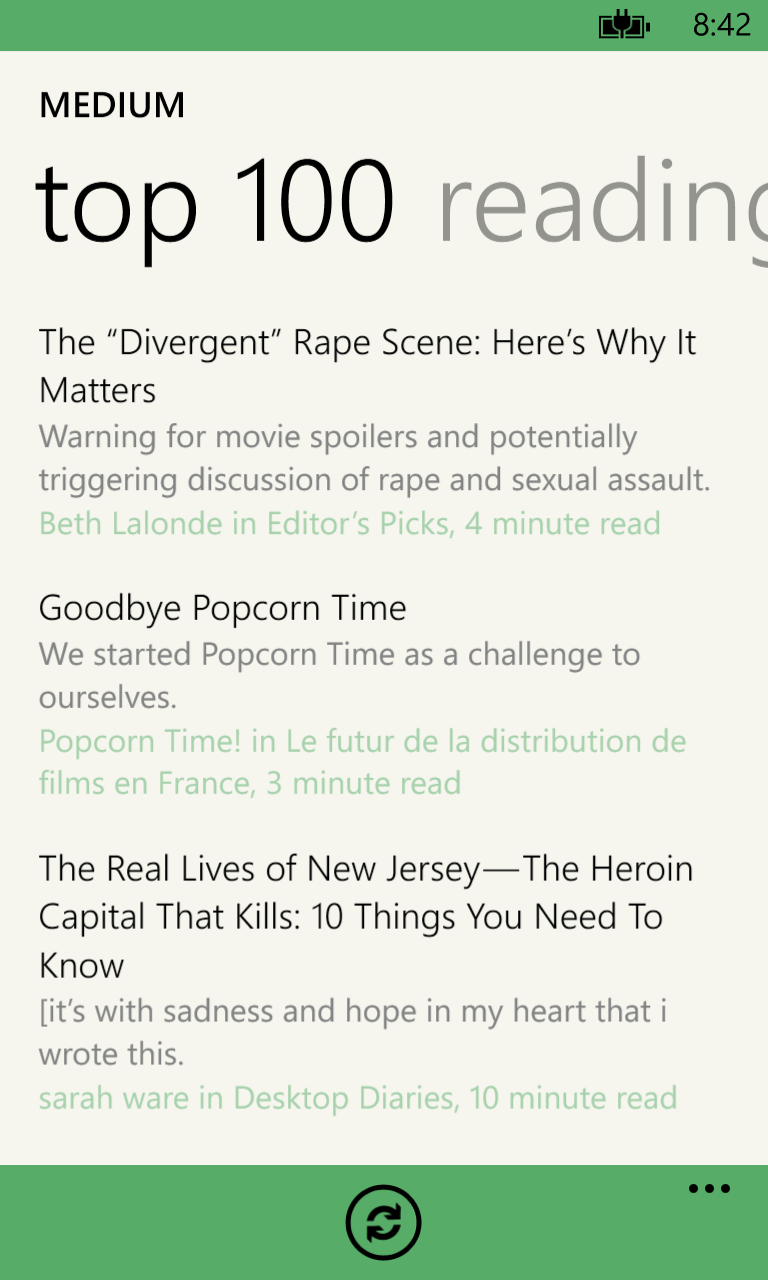 8:42
MEDIUM
top 100 reading
The “Divergent” Rape Scene: Here’s Why It
Matters
Warning for movie spoilers and potentially
triggering discussion of rape and sexual assault.
Beth Lalonde in Editor’s Picks, 4 minute read
Goodbye Popcorn Time
We started Popcorn Time as a challenge to
ourselves.
Popcorn Time! in Le futur de la distribution de
films en France, 3 minute read
The Real Lives of New Jersey—The Heroin
Capital That Kills: 10 Things You Need To
Know
[it’s with sadness and hope in my heart that i
wrote this.
sarah ware in Desktop Diaries, 10 minute read